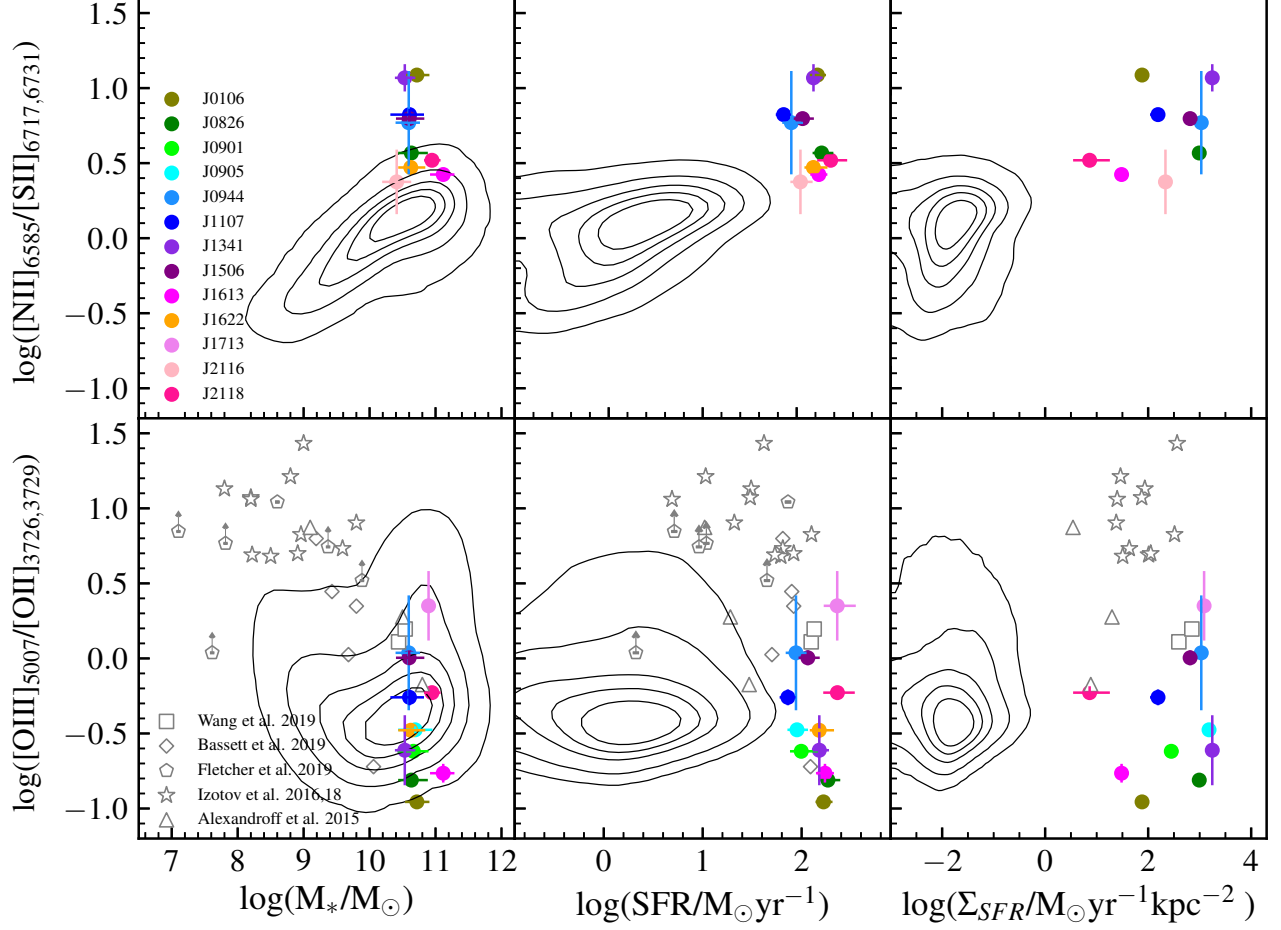 log([NII]6585/[SII]6717,6731)
1.5
1.0
0.5
0.0
−0.5
−1.0
J0106
J0826
J0901
J0905
J0944
J1107
J1341
J1506
J1613
J1622
J1713
J2116
J2118
log([OIII]5007/[OII]3726,3729)
1.5
1.0
0.5
0.0
−0.5
−1.0
Wang et al. 2019
Bassett et al. 2019
Fletcher et al. 2019
Izotov et al. 2016,18
Alexandroff et al. 2015
7 8 9 10 11 12
0 1 2
−2 0 2 4
log(M*/M⊙)
log(SFR/M⊙yr−1)
log(ΣSFR/M⊙yr−1kpc−2 )